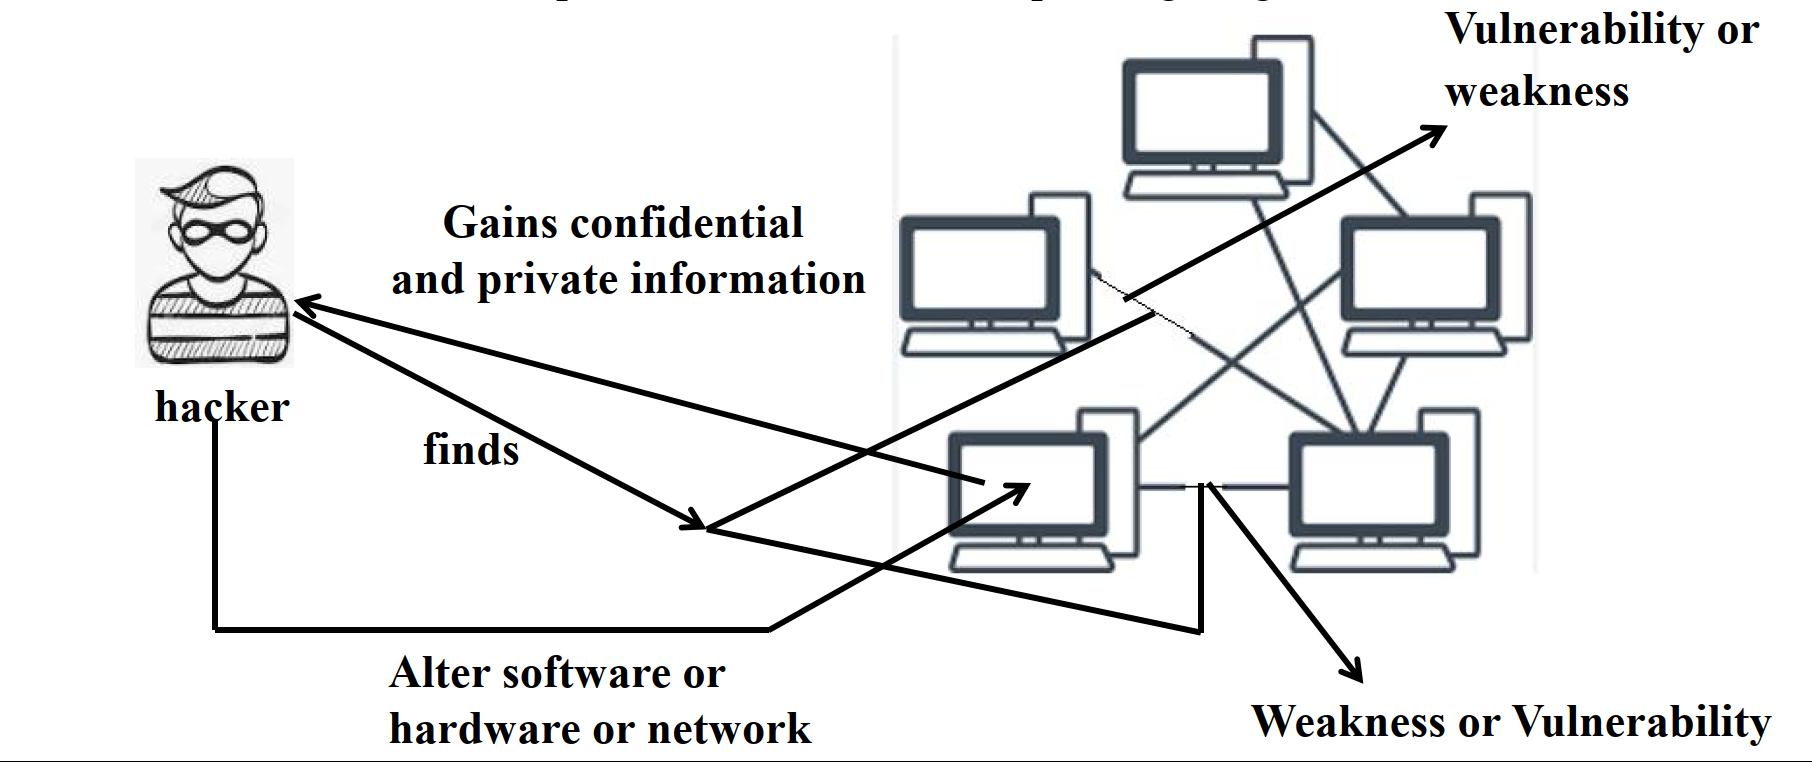 Vulnerability or
weakness
Gains confidential
and private information
hacker
finds
Alter software or
hardware or network
Weakness or Vulnerability